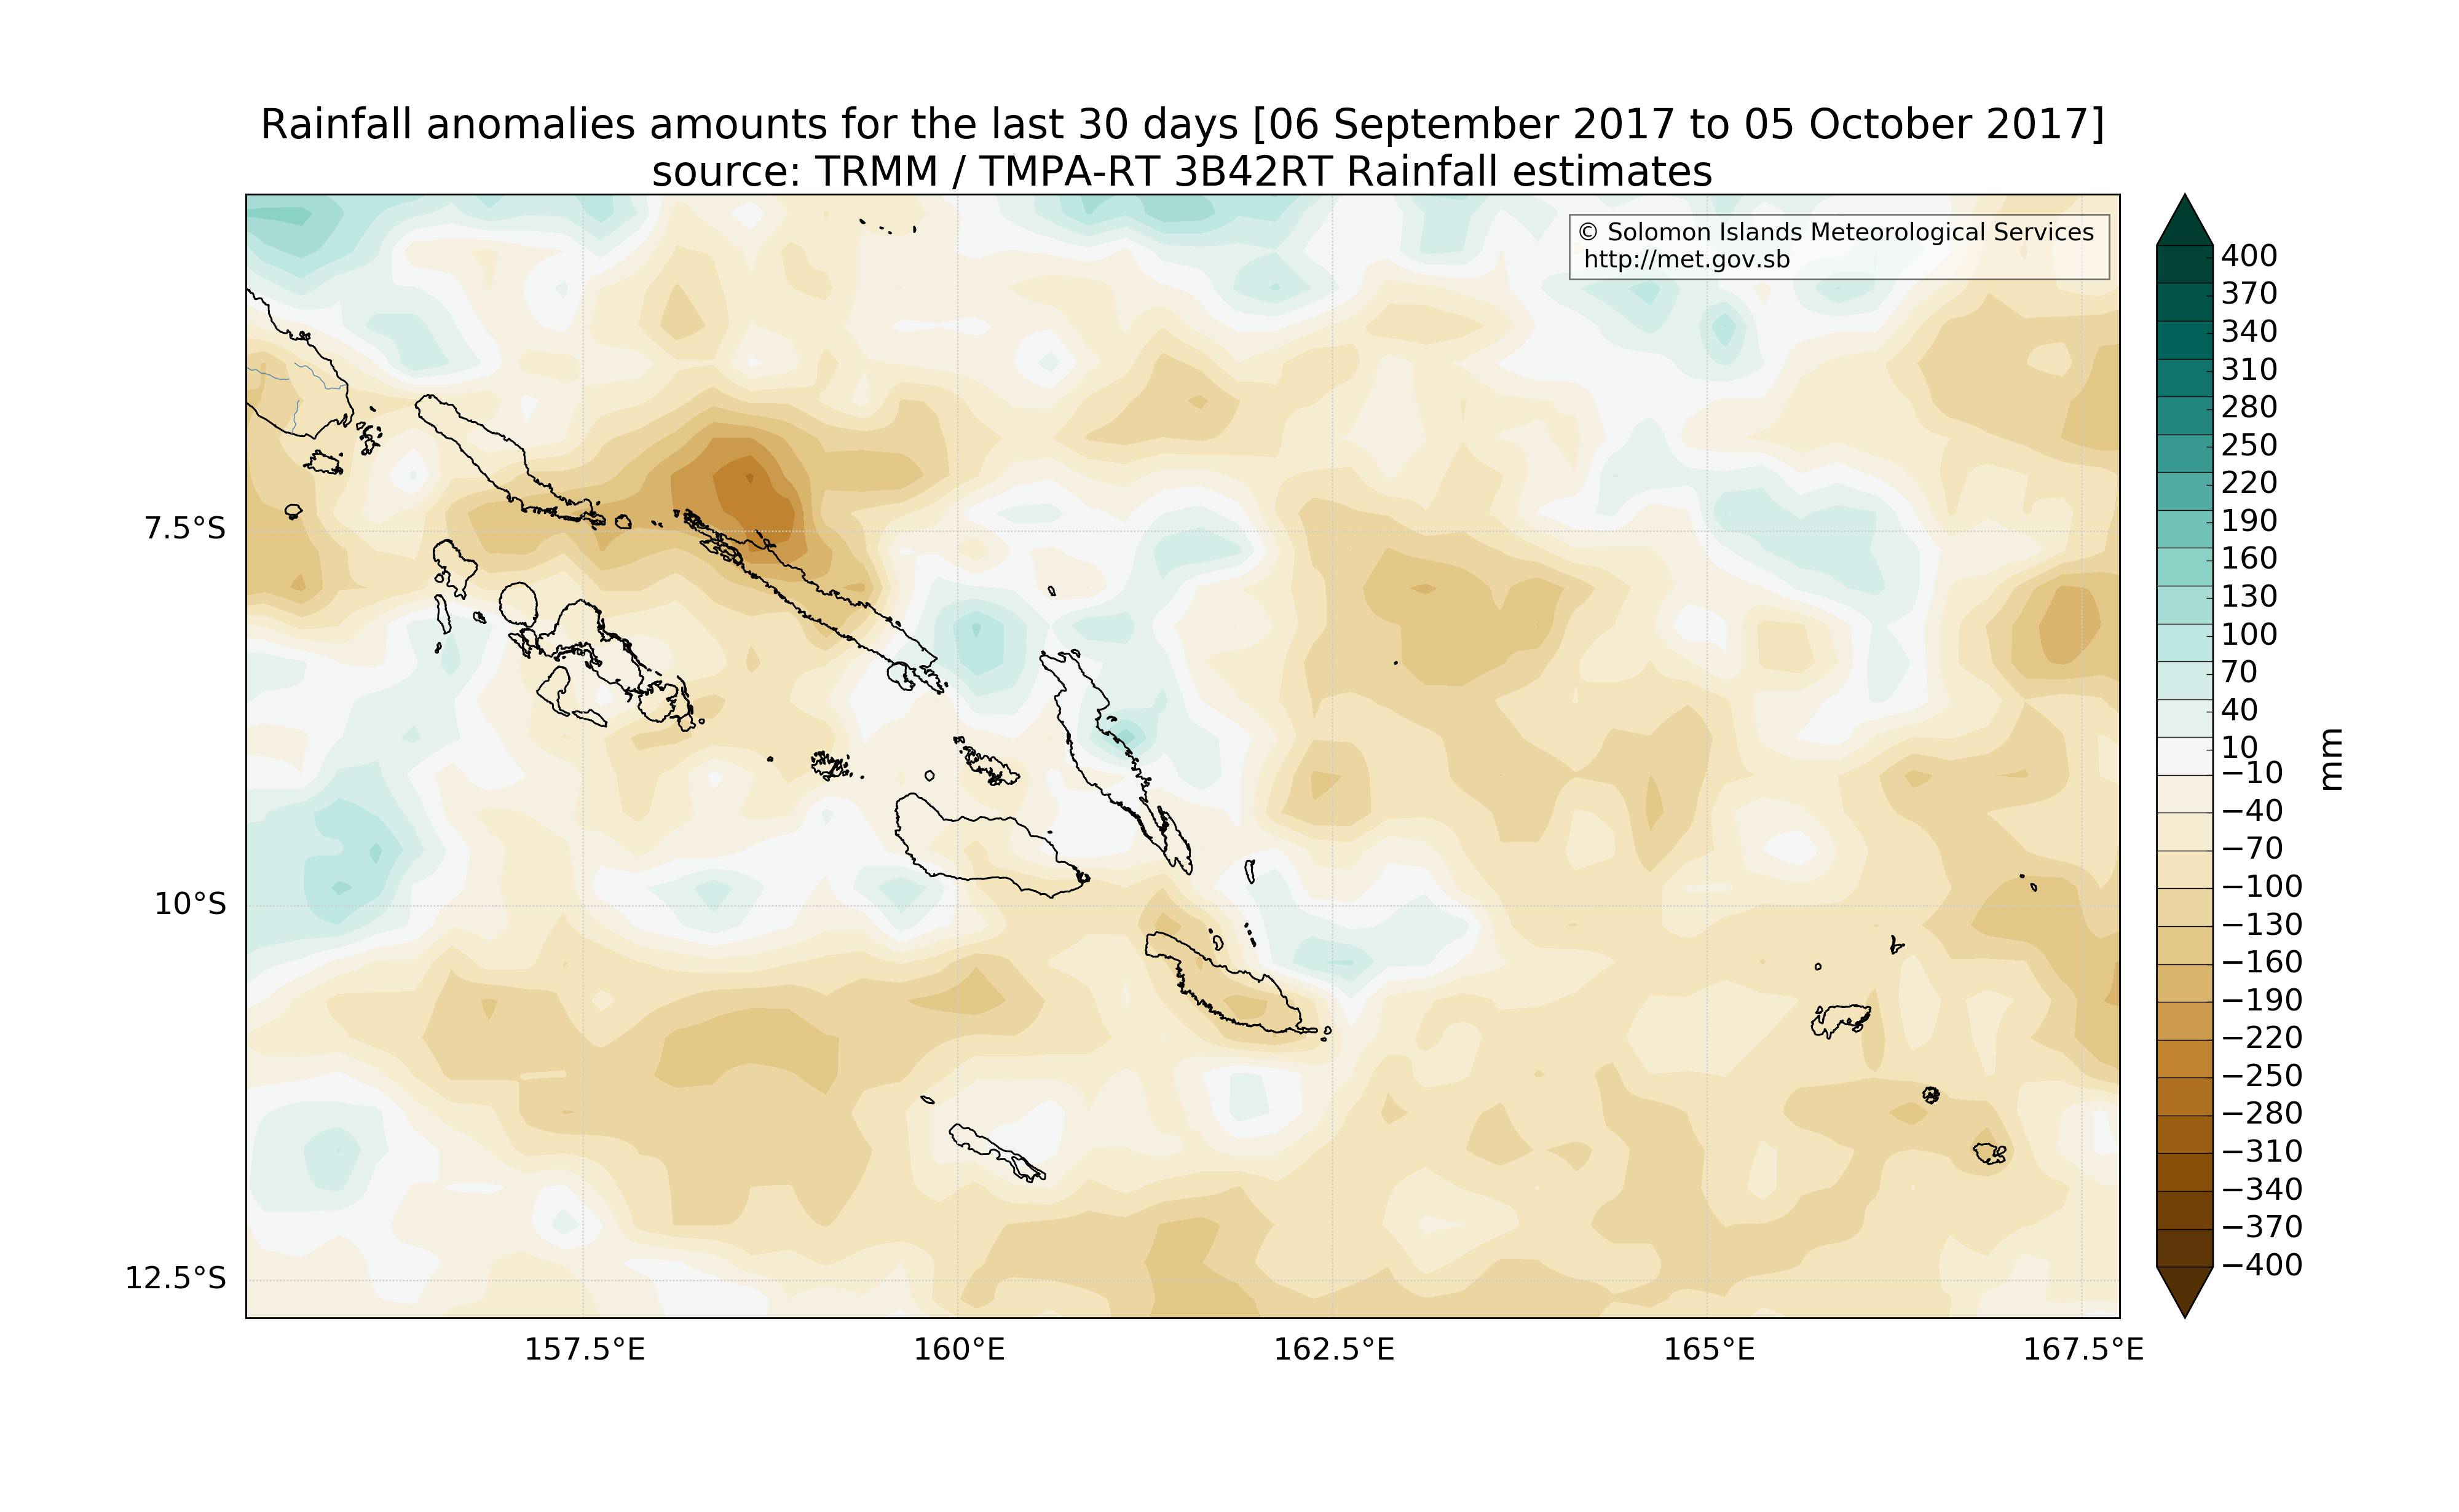 Rainfall anomalies amounts for the last 30 days [06 September 2017 to 05 October 2017]
source: TRMM / TMPA-RT 3B42RT Rainfall estimates
© Solomon Islands Meteorological Services
http://met.gov.sb
7.5°S
10°S
12.5°S
157.5°E
160°E
162.5°E
165°E
167.5°E
400
370
340
310
280
250
220
190
160
130
100
70
40
10
−10
−40
−70
−100
−130
−160
−190
−220
−250
−280
−310
−340
−370
−400
mm